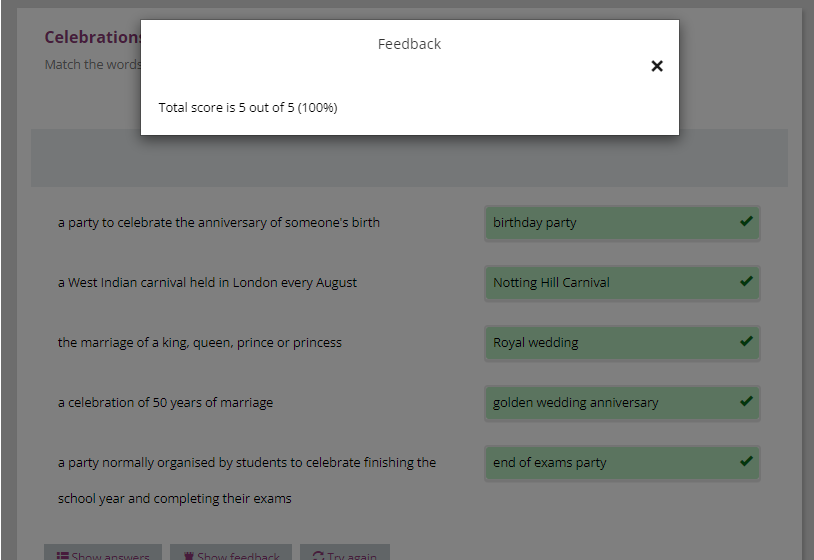 Celebrations
Match the words
Feedback
Total score is 5 out of 5 (100%)
a party to celebrate the anniversary of someone's birth
birthday party
a West Indian carnival held in London every August
Notting Hill Carnival
the marriage of a king, queen, prince or princess
Royal wedding
a celebration of 50 years of marriage
golden wedding anniversary
a party normally organised by students to celebrate finishing the
school year and completing their exams
end of exams party
Show answers
Show feedback
Try again